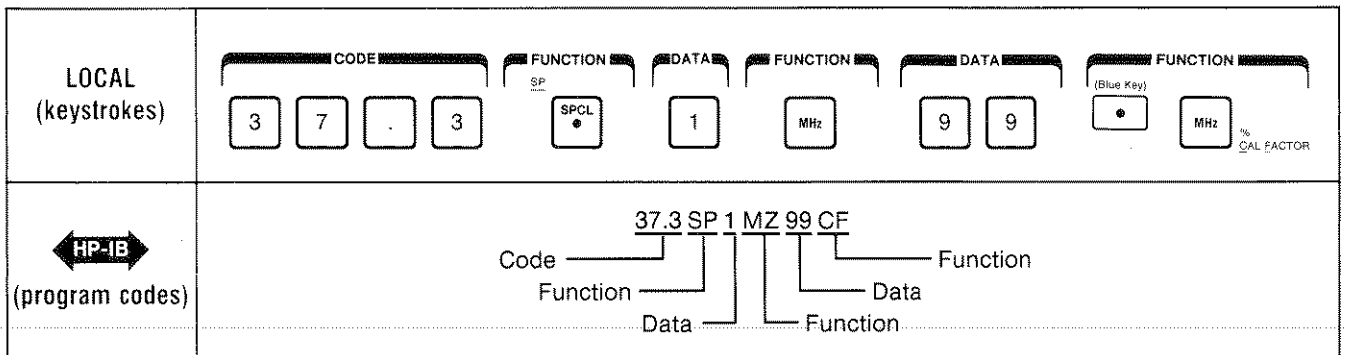 LOCAL
(keystrokes)
CODE FUNCTION DATA FUNCTION DATA FUNCTION
SP (Blue Key)
3 7 . 3 SPCL 1 MHz 9 9 MHz
%
CAL FACTOR
HP-IB
(program codes)
37.3 SP 1 MZ 99 CF
Code Function
Function Data
Data Function